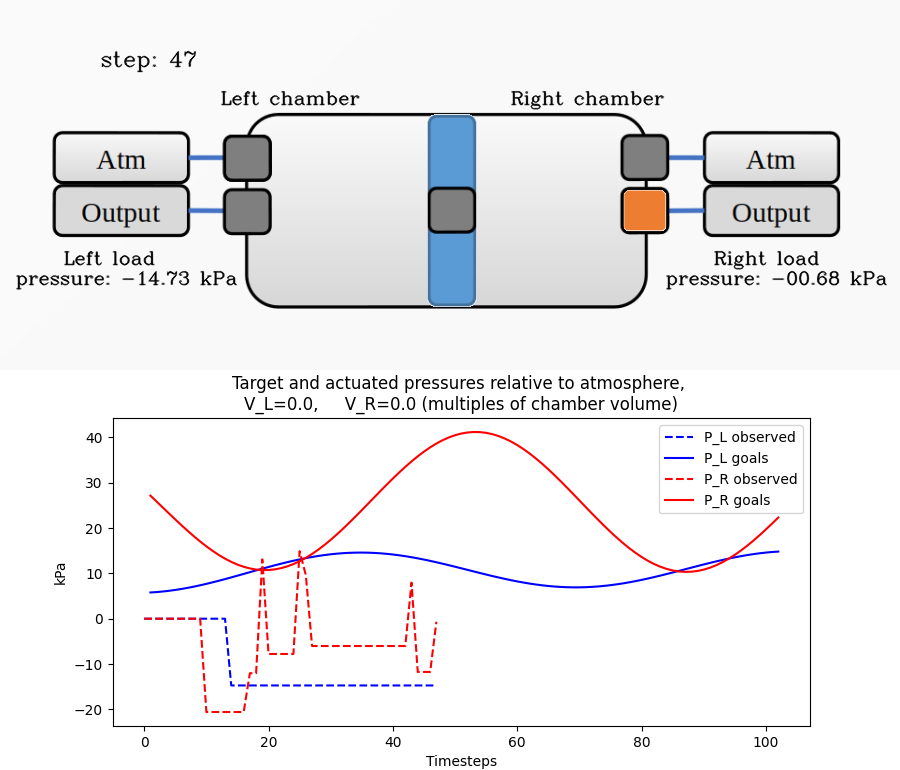 step: 47
Left chamber
Right chamber
Atm
Atm
Output
Output
Left load
pressure: −14.73 kPa
Right load
pressure: −00.68 kPa
Target and actuated pressures relative to atmosphere,
V_L=0.0,     V_R=0.0 (multiples of chamber volume)
P_L observed
P_L goals
P_R observed
P_R goals
kPa
40
30
20
10
0
−10
−20
0 20 40 60 80 100
Timesteps